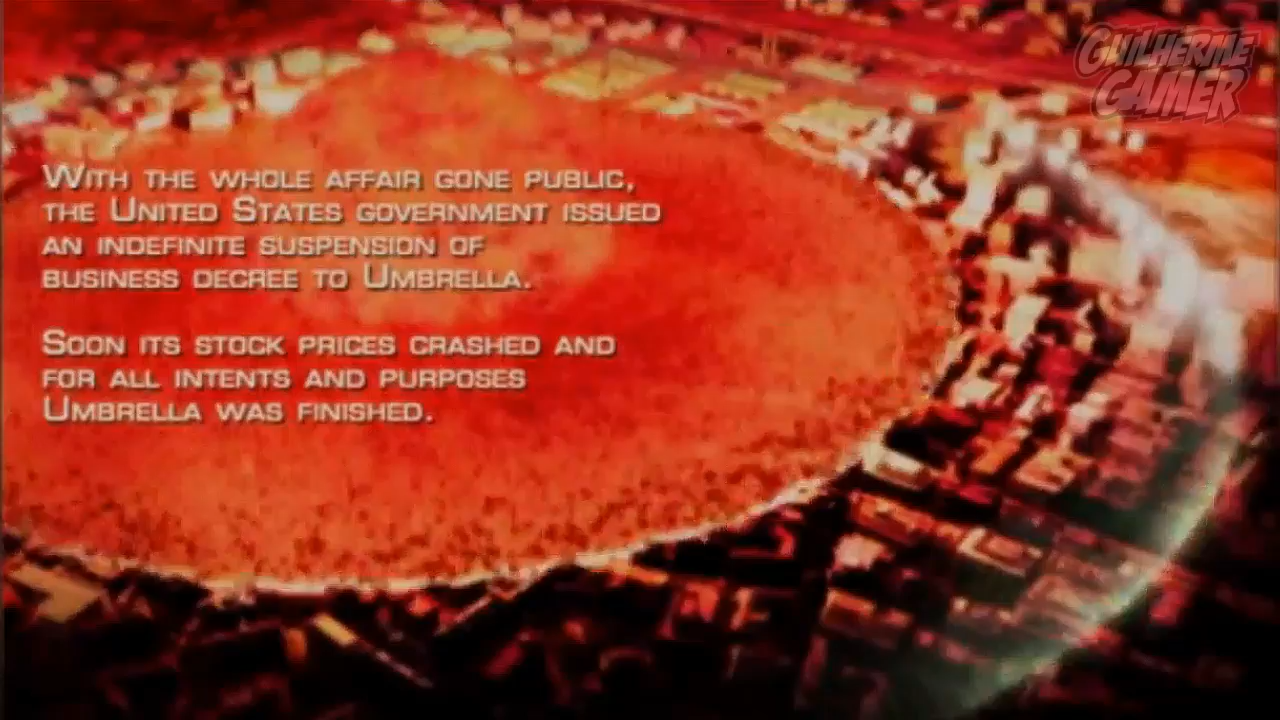 With the whole affair gone public,
the United States government issued
an indefinite suspension of
business decree to Umbrella.
Soon its stock prices crashed and
for all intents and purposes
Umbrella was finished.
Guilherme
Gamer